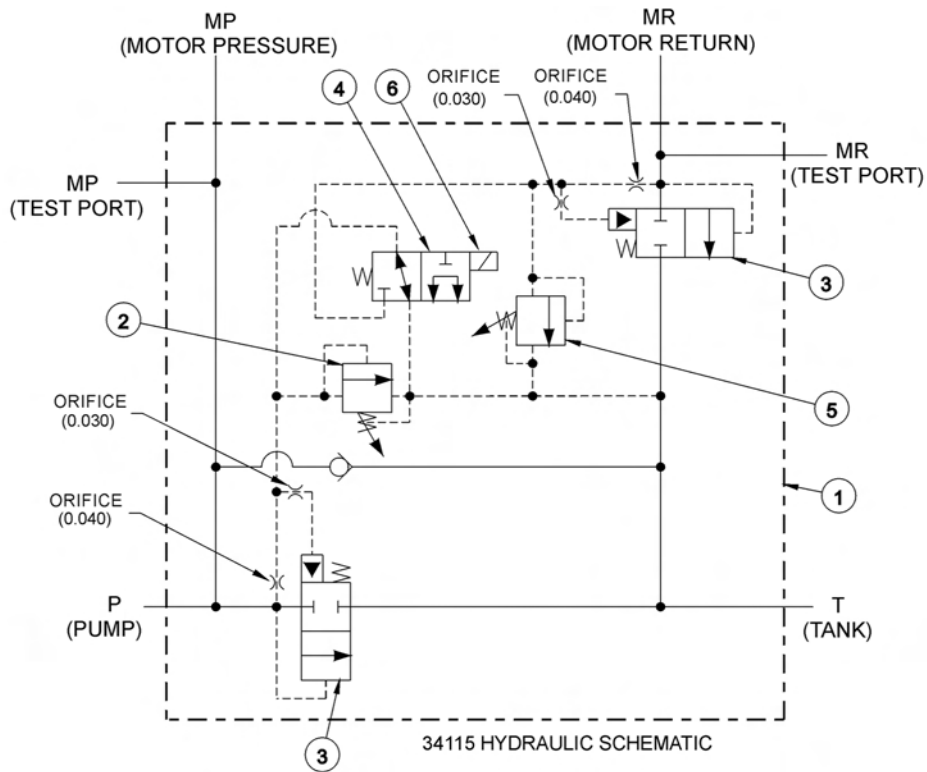 MP
(MOTOR PRESSURE)
MR
(MOTOR RETURN)
4
6
ORIFICE
(0.030)
ORIFICE
(0.040)
MP
(TEST PORT)
MR
(TEST PORT)
3
2
5
ORIFICE
(0.030)
1
ORIFICE
(0.040)
P
(PUMP)
T
(TANK)
3
34115 HYDRAULIC SCHEMATIC